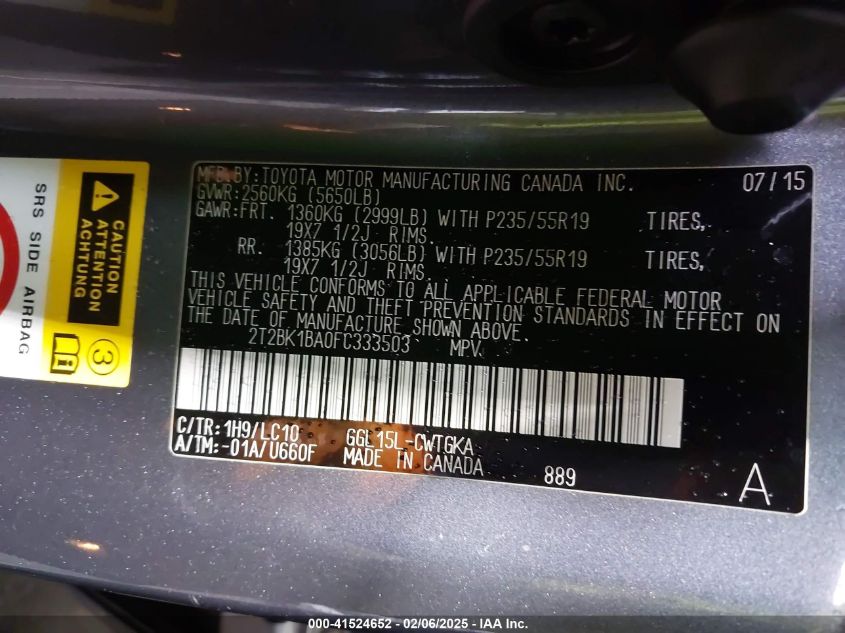 MFD.BY:TOYOTA MOTOR MANUFACTURING CANADA INC. 07/15
GVWR:2560KG (5650LB)
GAWR:FRT. 1360KG (2999LB) WITH P235/55R19 TIRES,
19X7 1/2J RIMS.
RR. 1385KG (3056LB) WITH P235/55R19 TIRES,
19X7 1/2J RIMS.
THIS VEHICLE CONFORMS TO ALL APPLICABLE FEDERAL MOTOR
VEHICLE SAFETY AND THEFT PREVENTION STANDARDS IN EFFECT ON
THE DATE OF MANUFACTURE SHOWN ABOVE.
2T2BK1BA0FC333503 MPV
C/TR:1H9/LC10 GGL15L-CWTGKA
A/TM:-01A/U660F MADE IN CANADA 889 A
SRS SIDE AIRBAG
CAUTION
ATTENTION
ACHTUNG
3
000-41524652 - 02/06/2025 - IAA Inc.